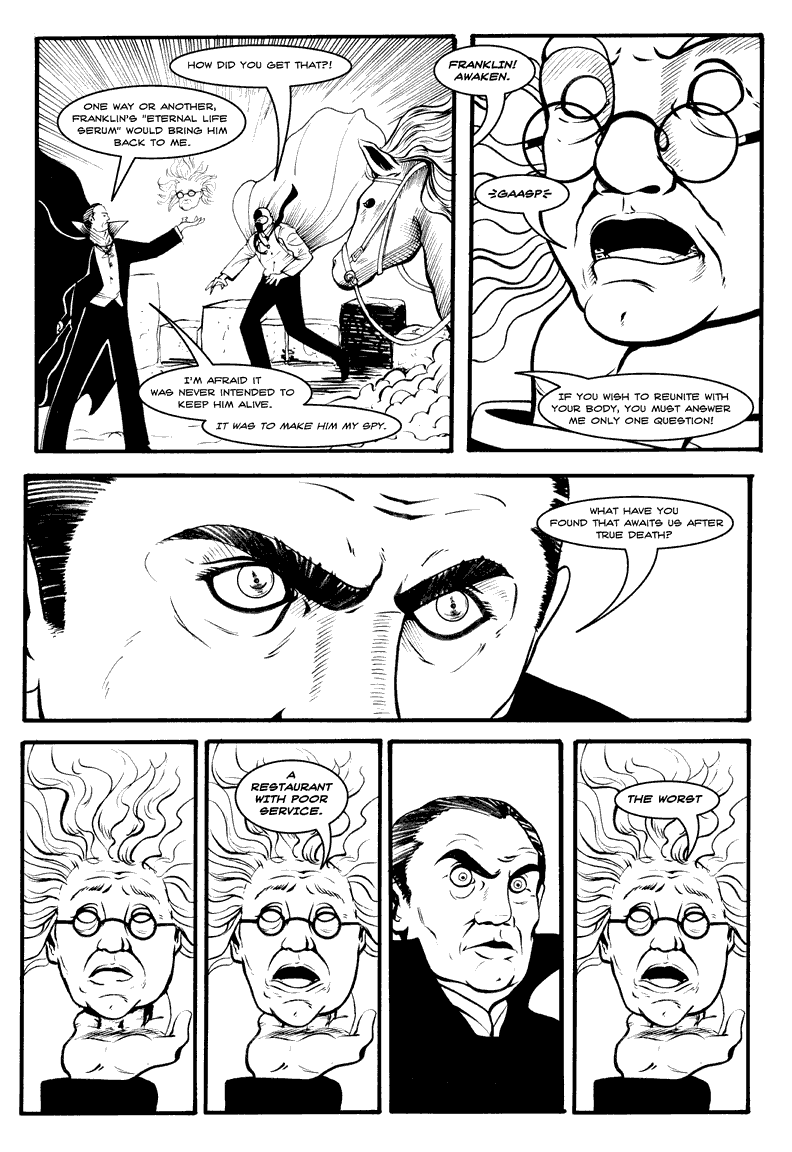 HOW DID YOU GET THAT?!
ONE WAY OR ANOTHER,
FRANKLIN'S "ETERNAL LIFE
SERUM" WOULD BRING HIM
BACK TO ME.
I'M AFRAID IT
WAS NEVER INTENDED TO
KEEP HIM ALIVE.
IT WAS TO MAKE HIM MY SPY.
FRANKLIN!
AWAKEN.
GAASP
IF YOU WISH TO REUNITE WITH
YOUR BODY, YOU MUST ANSWER
ME ONLY ONE QUESTION!
WHAT HAVE YOU
FOUND THAT AWAITS US AFTER
TRUE DEATH?
A
RESTAURANT
WITH POOR
SERVICE.
THE WORST